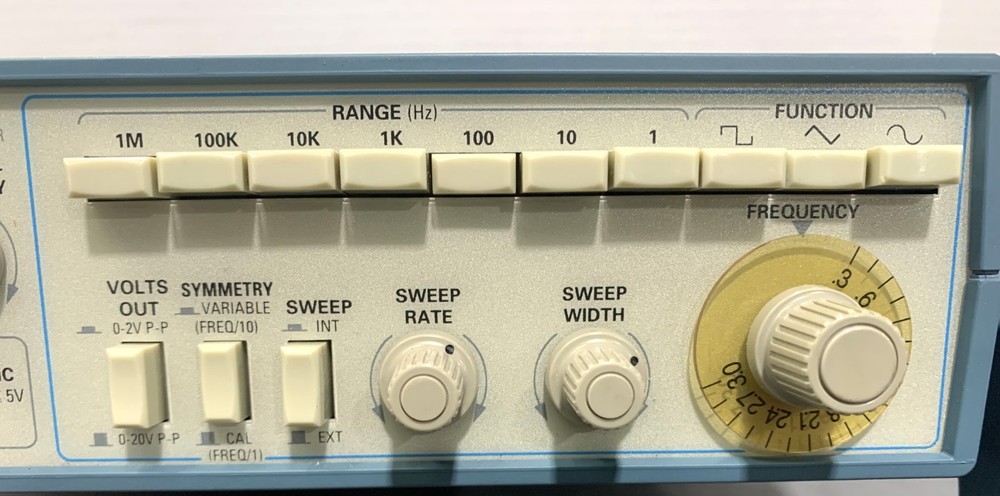 RANGE (Hz)
FUNCTION
1M 100K 10K 1K 100 10 1
FREQUENCY
VOLTS
OUT
0-2V P-P
0-20V P-P
SYMMETRY
VARIABLE
(FREQ/10)
CAL
(FREQ/1)
SWEEP
INT
EXT
SWEEP
RATE
SWEEP
WIDTH
.3 .6
21 24 27 30
Y
C
5V